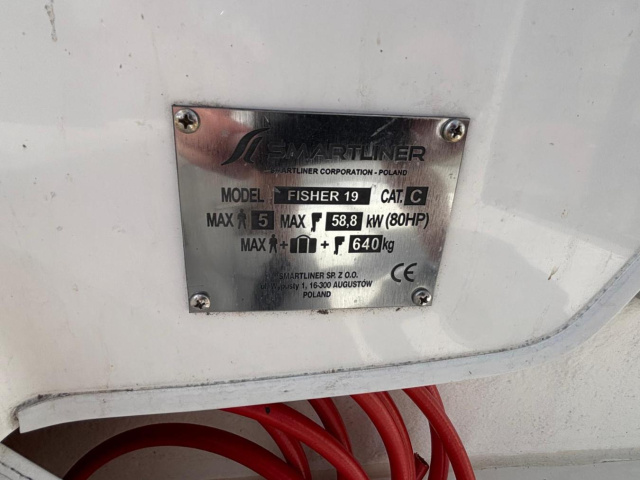 SMARTLINER
SMARTLINER CORPORATION - POLAND
MODEL FISHER 19 CAT. C
MAX 5 MAX 58,8 kW (80HP)
MAX + + 640 kg
SMARTLINER SP. Z O.O.
1, 16-300 AUGUSTÓW
POLAND
CE